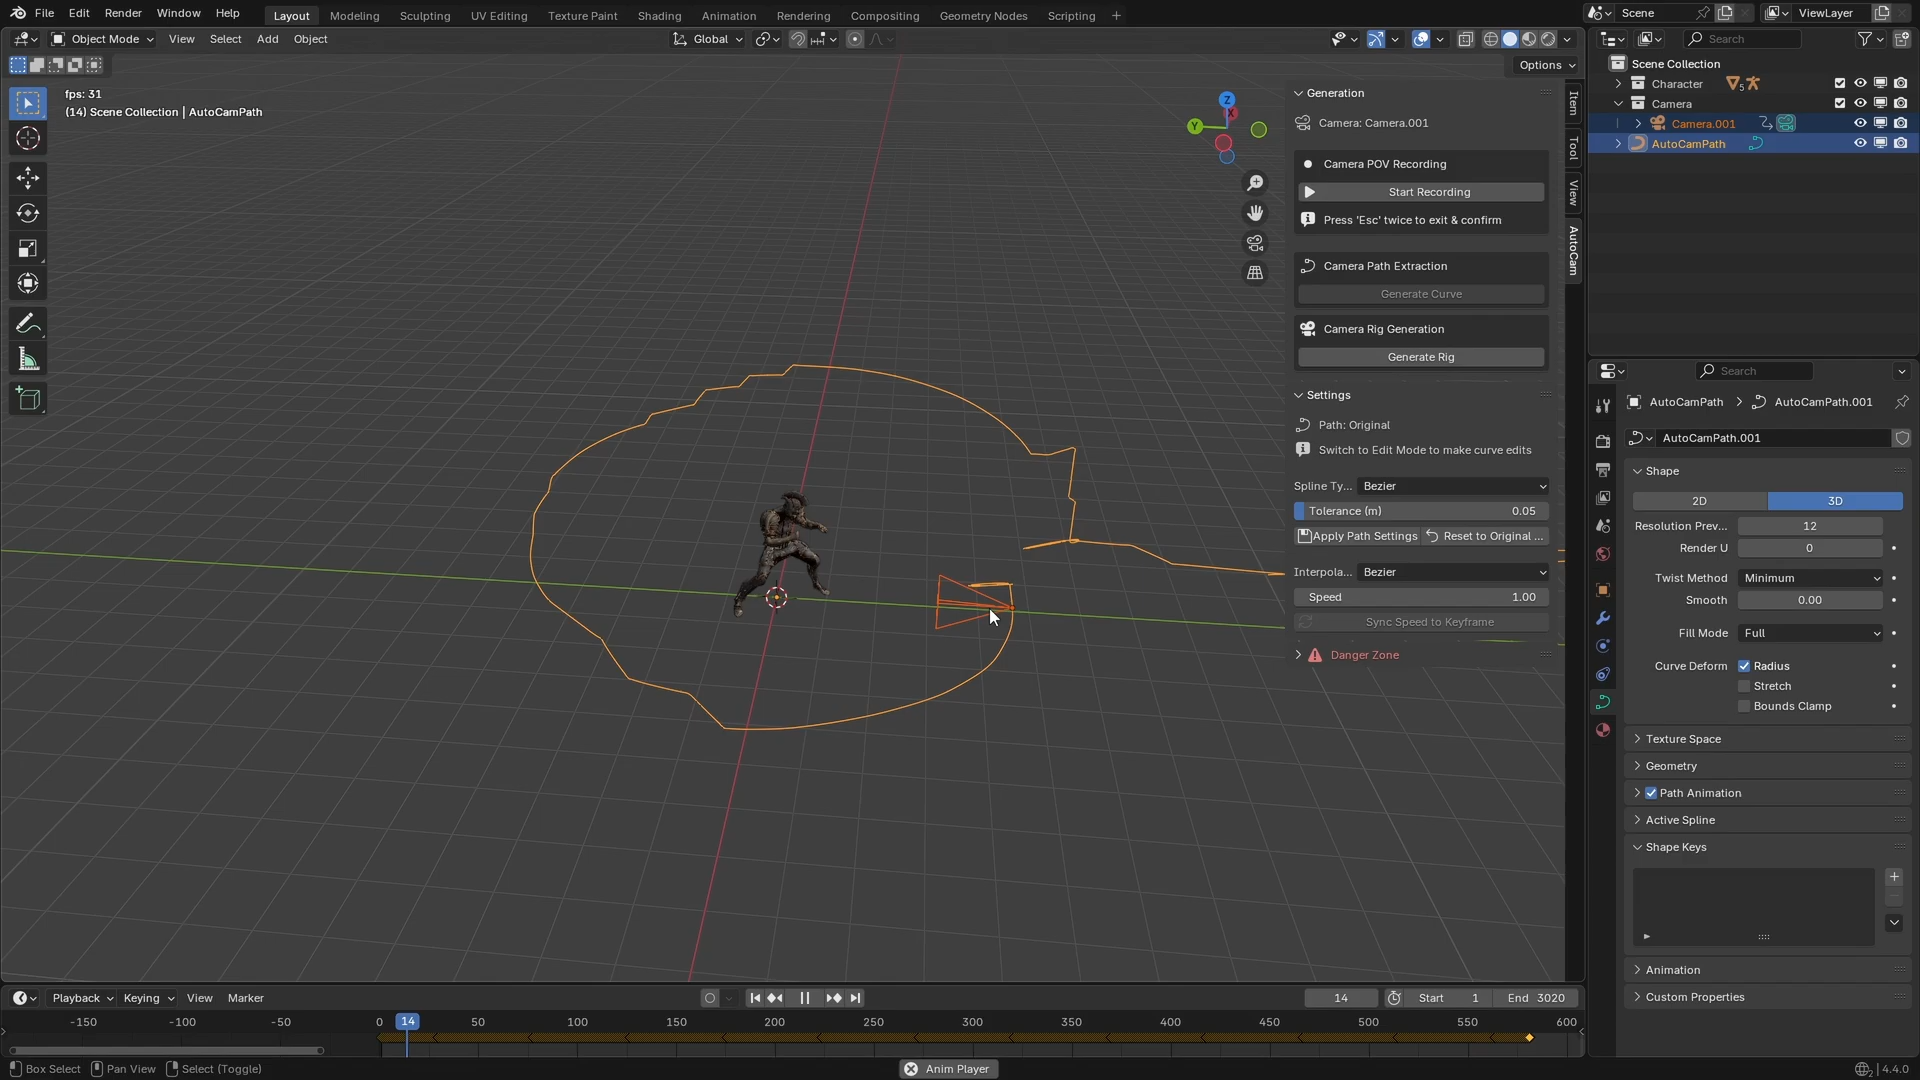 File Edit Render Window Help Layout Modeling Sculpting UV Editing Texture Paint Shading Animation Rendering Compositing Geometry Nodes Scripting Scene ViewLayer
Object Mode View Select Add Object Global Search
Options
fps: 31
(14) Scene Collection | AutoCamPath
Z
Y
X
Generation
Camera: Camera.001
Camera POV Recording
Start Recording
Press 'Esc' twice to exit & confirm
Camera Path Extraction
Generate Curve
Camera Rig Generation
Generate Rig
Settings
Path: Original
Switch to Edit Mode to make curve edits
Spline Ty... Bezier
Tolerance (m) 0.05
Apply Path Settings Reset to Original ...
Interpola... Bezier
Speed 1.00
Sync Speed to Keyframe
Danger Zone
Item
Tool
View
AutoCam
Scene Collection
Character 5
Camera
Camera.001
AutoCamPath
Search
AutoCamPath AutoCamPath.001
AutoCamPath.001
Shape
2D 3D
Resolution Prev... 12
Render U 0
Twist Method Minimum
Smooth 0.00
Fill Mode Full
Curve Deform Radius
Stretch
Bounds Clamp
Texture Space
Geometry
Path Animation
Active Spline
Shape Keys
Animation
Custom Properties
Playback Keying View Marker 14 Start 1 End 3020
-150 -100 -50 0 14 50 100 150 200 250 300 350 400 450 500 550 600
Box Select Pan View Select (Toggle) Anim Player 4.4.0